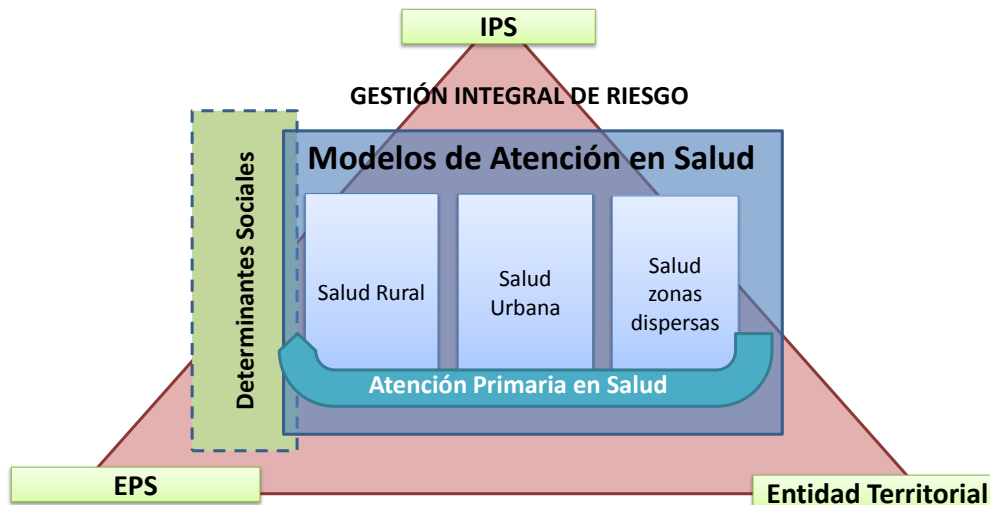 IPS
GESTIÓN INTEGRAL DE RIESGO
Modelos de Atención en Salud
Determinantes Sociales
Salud Rural
Salud
Urbana
Salud
zonas
dispersas
Atención Primaria en Salud
EPS
Entidad Territorial